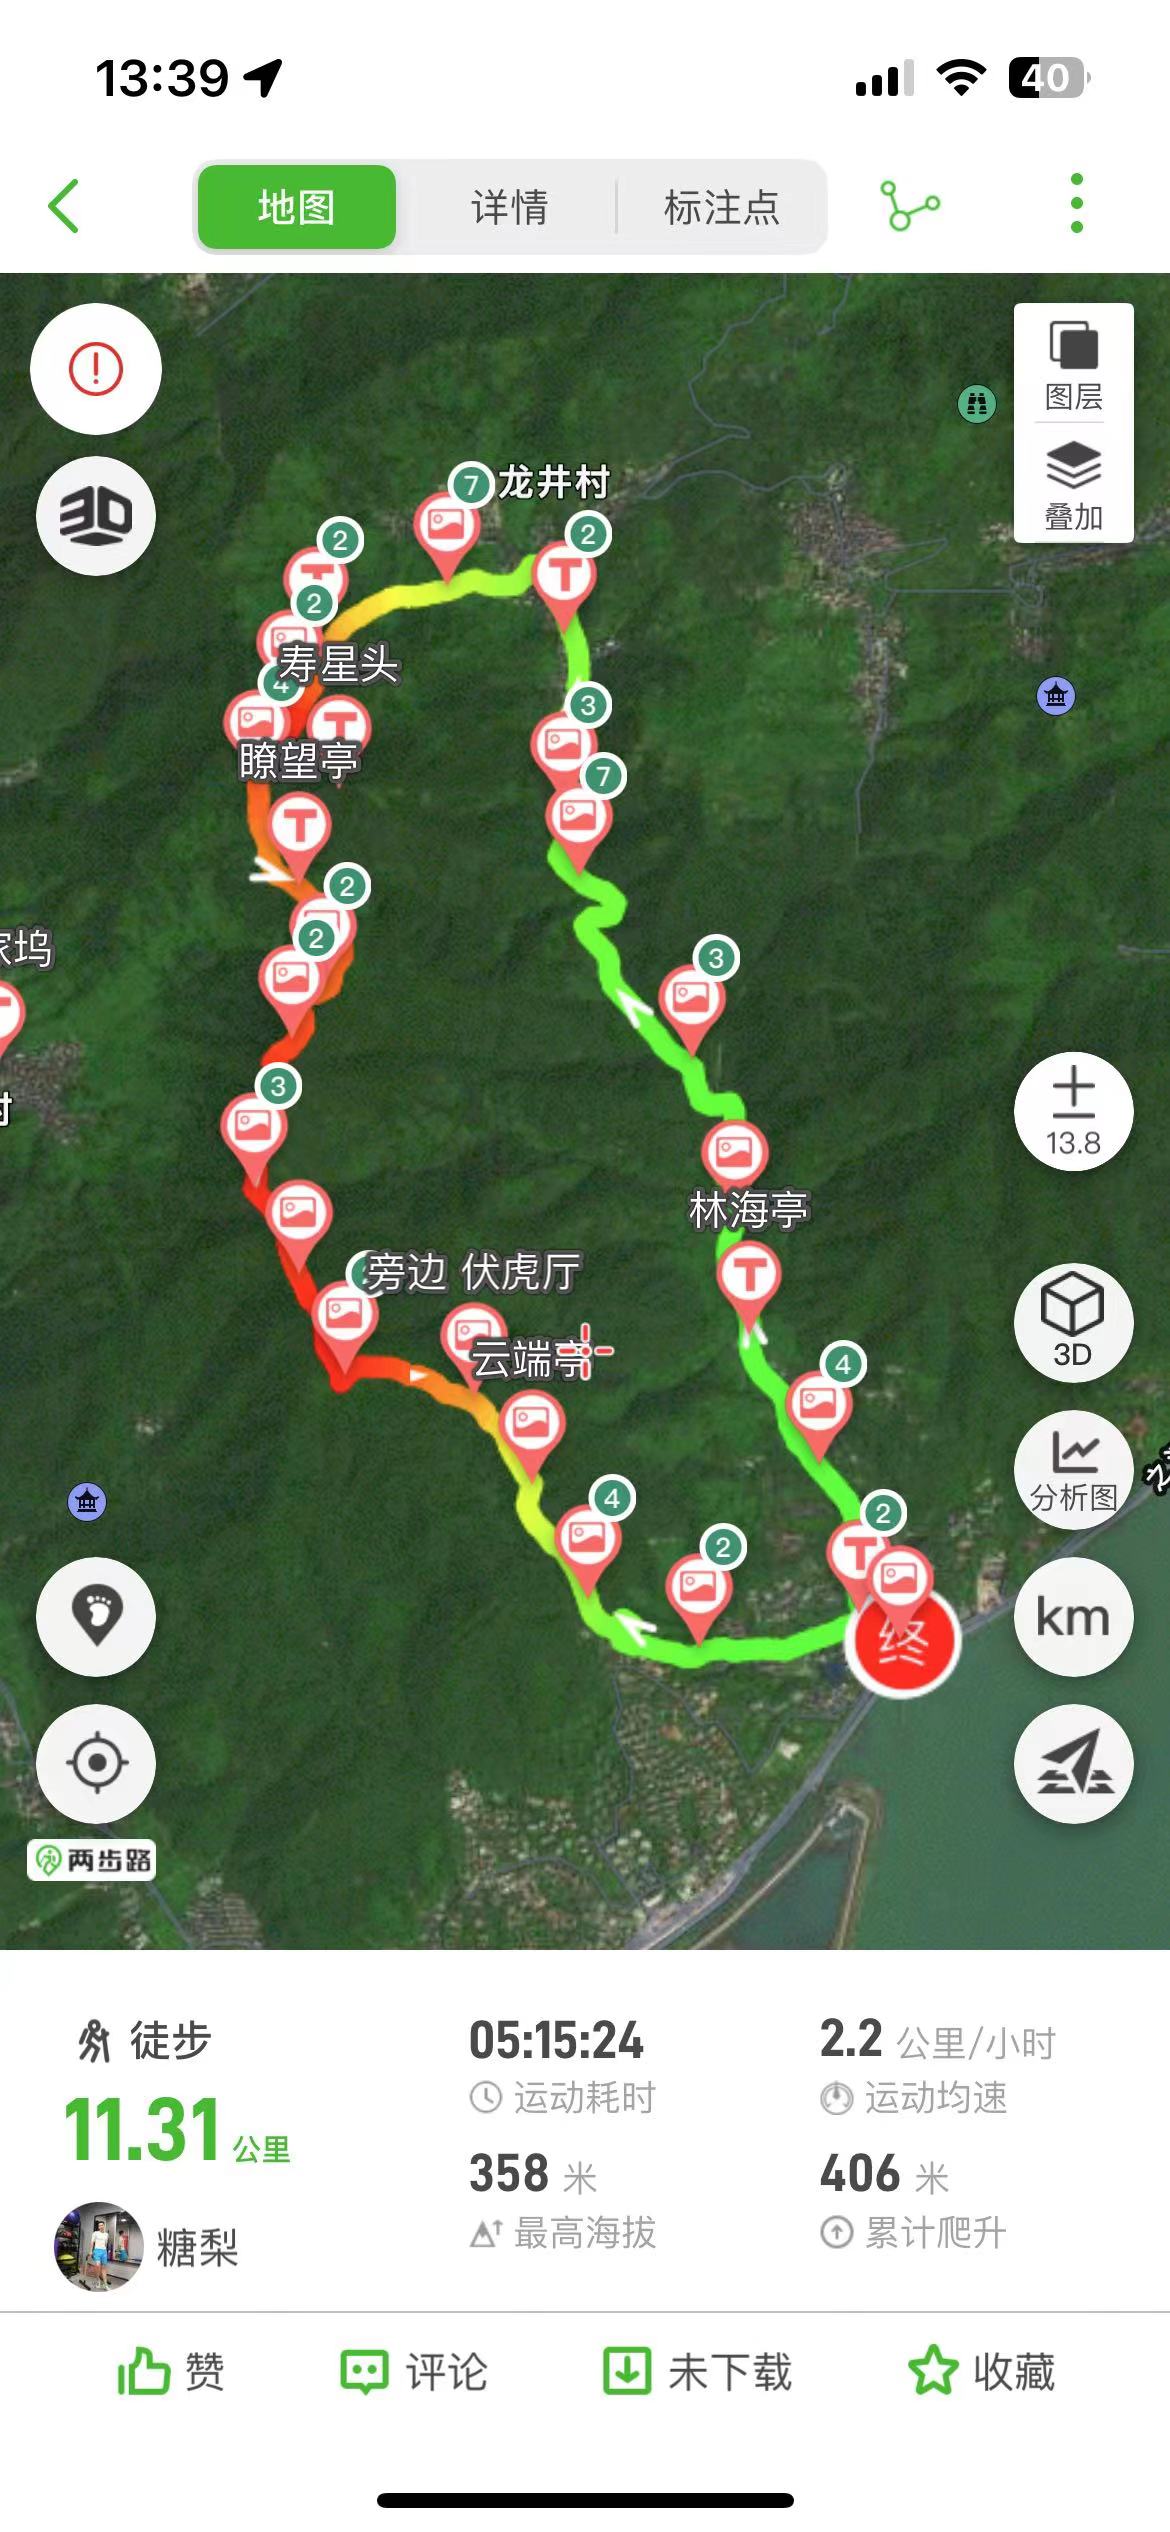 13:39
40
地图
详情
标注点
图层
叠加
3D
7
龙井村
2
2
2
寿星头
4
3
瞭望亭
7
2
2
家坞
3
3
13.8
村
林海亭
旁边 伏虎厅
云端亭
3D
4
分析图
4
2
2
km
终
两步路
徒步
05:15:24
2.2 公里/小时
运动耗时
运动均速
11.31 公里
358 米
406 米
最高海拔
累计爬升
糖梨
赞
评论
未下载
收藏